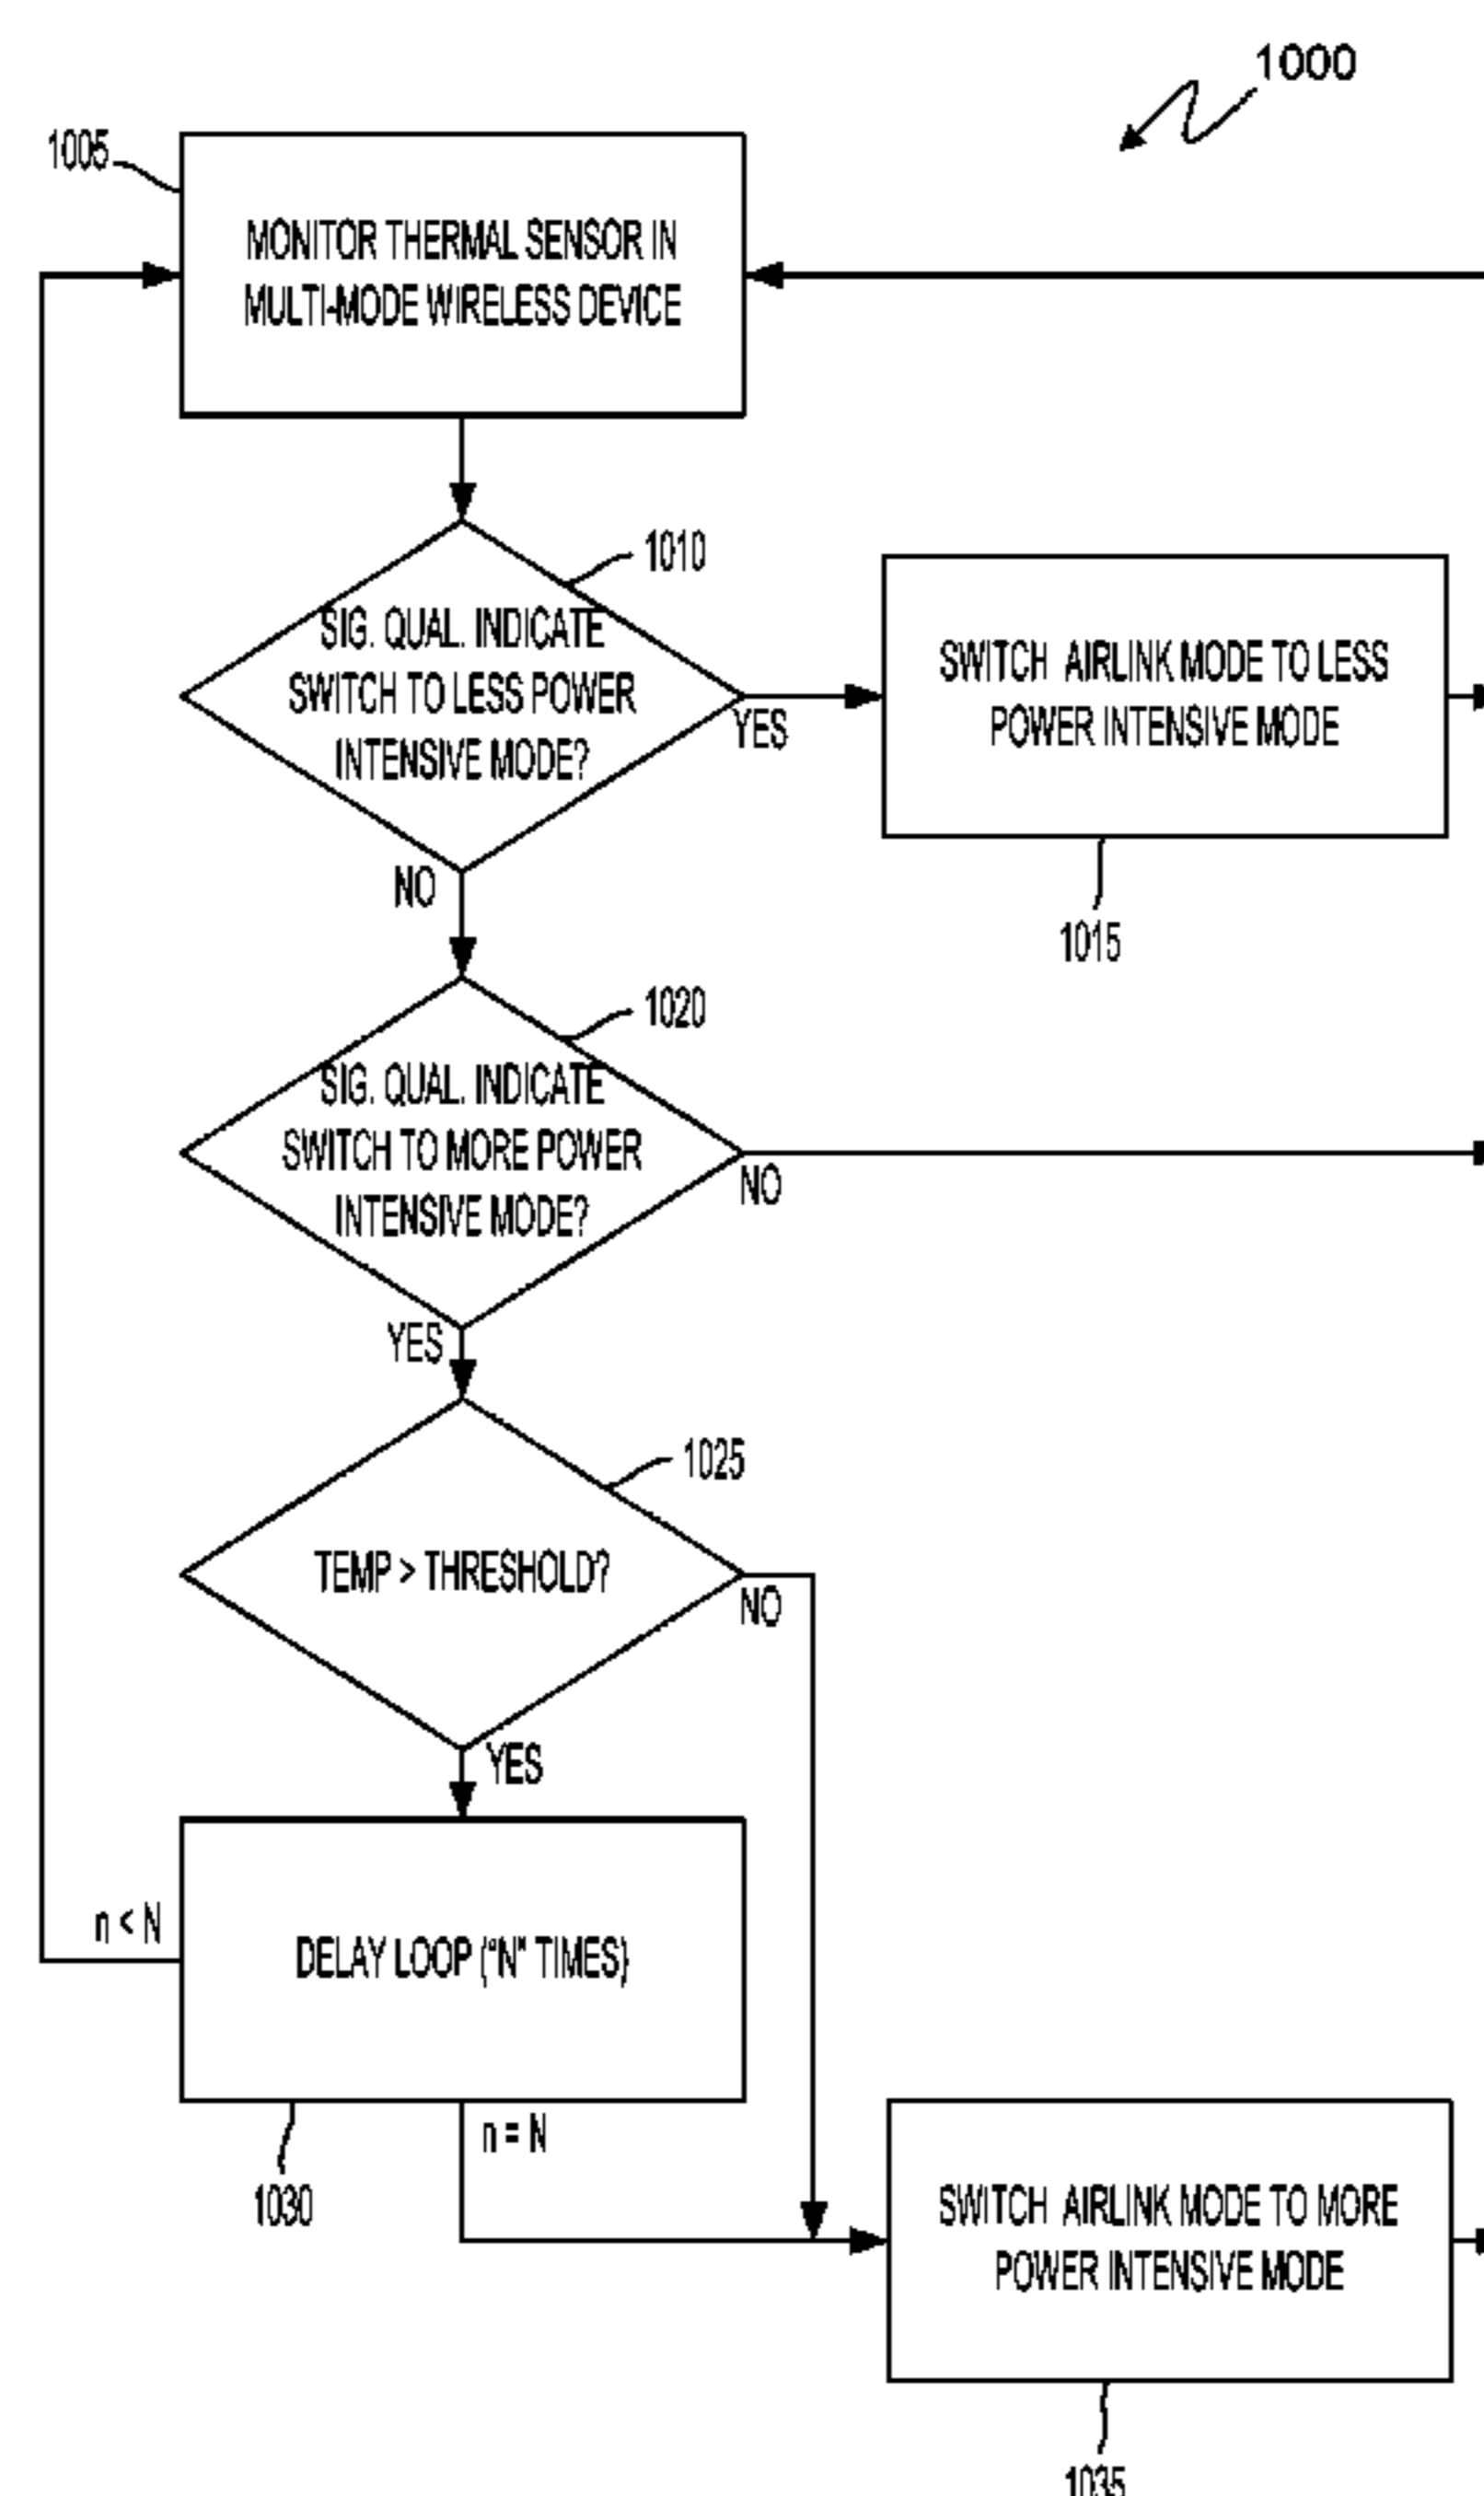 1000
1005
MONITOR THERMAL SENSOR IN
MULTI-MODE WIRELESS DEVICE
1010
SIG. QUAL. INDICATE
SWITCH TO LESS POWER
INTENSIVE MODE?
YES
SWITCH AIRLINK MODE TO LESS
POWER INTENSIVE MODE
1015
NO
1020
SIG. QUAL. INDICATE
SWITCH TO MORE POWER
INTENSIVE MODE?
NO
YES
1025
TEMP > THRESHOLD?
NO
YES
n < N
DELAY LOOP ("N" TIMES)
n = N
1030
SWITCH AIRLINK MODE TO MORE
POWER INTENSIVE MODE
1035